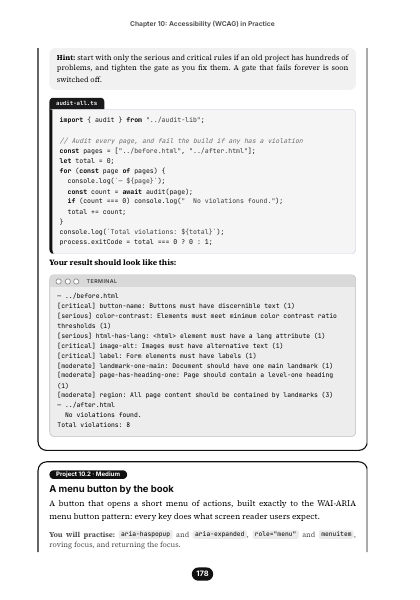 Chapter 10: Accessibility (WCAG) in Practice
Hint: start with only the serious and critical rules if an old project has hundreds of
problems, and tighten the gate as you fix them. A gate that fails forever is soon
switched off.
audit-all.ts
import { audit } from "../audit-lib";
// Audit every page, and fail the build if any has a violation
const pages = ["../before.html", "../after.html"];
let total = 0;
for (const page of pages) {
  console.log(`— ${page}`);
  const count = await audit(page);
  if (count === 0) console.log("  No violations found.");
  total += count;
}
console.log(`Total violations: ${total}`);
process.exitCode = total === 0 ? 0 : 1;
Your result should look like this:
TERMINAL
— ../before.html
[critical] button-name: Buttons must have discernible text (1)
[serious] color-contrast: Elements must meet minimum color contrast ratio
thresholds (1)
[serious] html-has-lang: <html> element must have a lang attribute (1)
[critical] image-alt: Images must have alternative text (1)
[critical] label: Form elements must have labels (1)
[moderate] landmark-one-main: Document should have one main landmark (1)
[moderate] page-has-heading-one: Page should contain a level-one heading
(1)
[moderate] region: All page content should be contained by landmarks (3)
— ../after.html
  No violations found.
Total violations: 8
Project 10.2 · Medium
A menu button by the book
A button that opens a short menu of actions, built exactly to the WAI-ARIA
menu button pattern: every key does what screen reader users expect.
You will practise: aria-haspopup and aria-expanded, role="menu" and menuitem,
roving focus, and returning the focus.
178